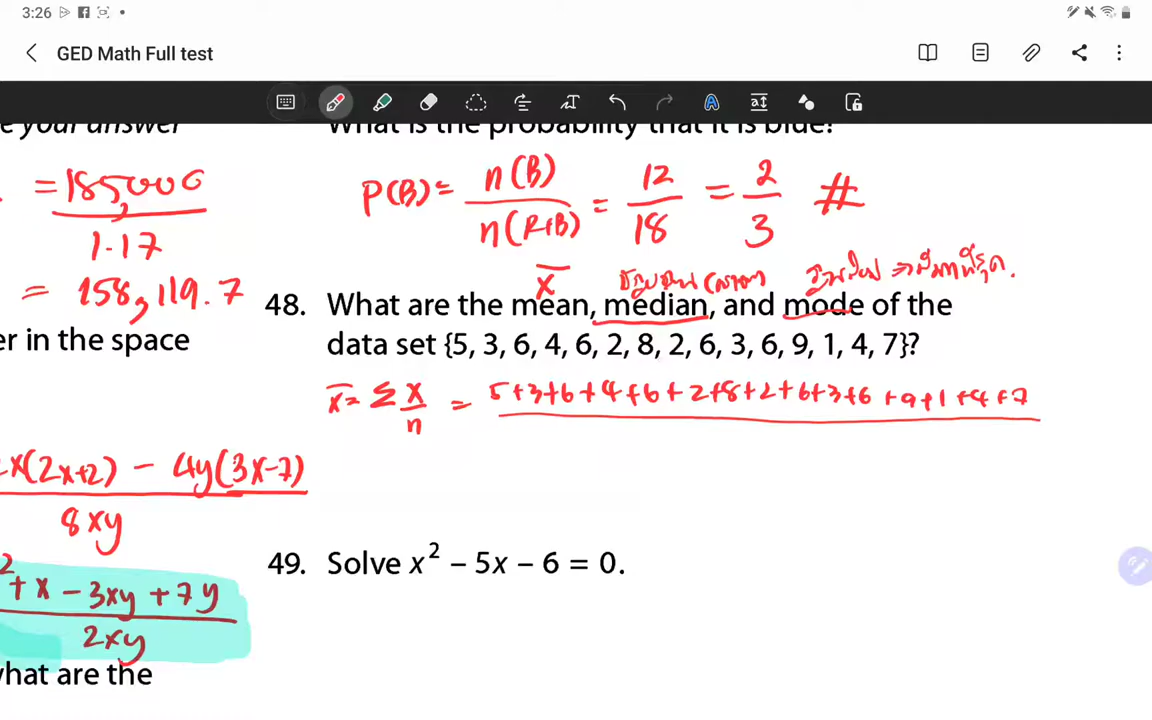 3:26
GED Math Full test
e your answer
What is the probability that it is blue?
= 185,000 / 1.17
P(B) = n(B) / n(R+B) = 12 / 18 = 2 / 3 #
= 158,119.7
x̅
48. What are the mean, median, and mode of the
data set {5, 3, 6, 4, 6, 2, 8, 2, 6, 3, 6, 9, 1, 4, 7}?
er in the space
x̅ = Σ x / n = 5+3+6+4+6+2+8+2+6+3+6+9+1+4+7
x(2x+2) - 4y(3x-7) / 8xy
49. Solve x² – 5x – 6 = 0.
2 + x - 3xy + 7y / 2xy
what are the